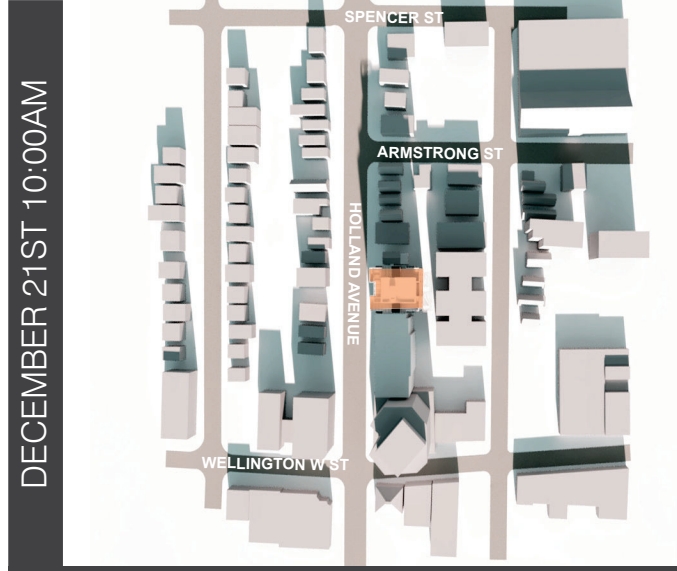 DECEMBER 21ST 10:00AM
SPENCER ST
ARMSTRONG ST
HOLLAND AVENUE
WELLINGTON W ST